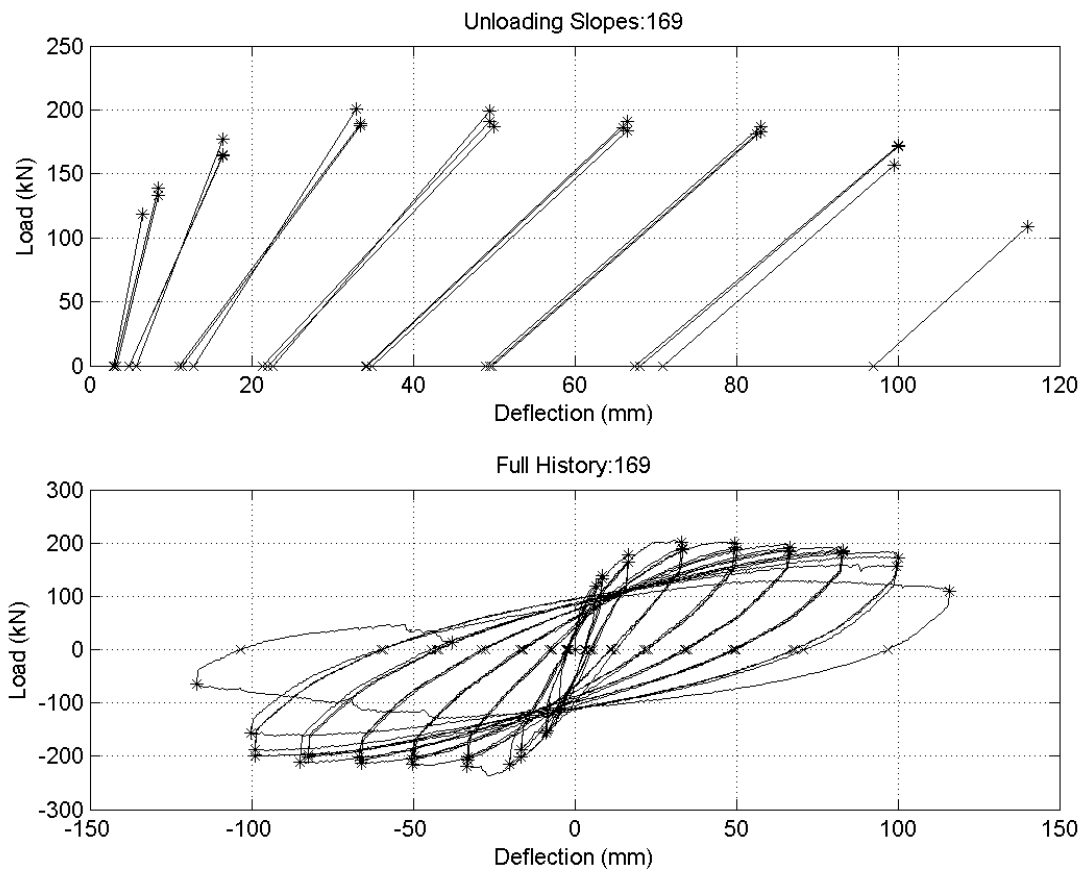 Unloading Slopes:169
250
200
150
100
50
0
Load (kN)
0 20 40 60 80 100 120
Deflection (mm)
Full History:169
300
200
100
0
-100
-200
-300
Load (kN)
-150 -100 -50 0 50 100 150
Deflection (mm)